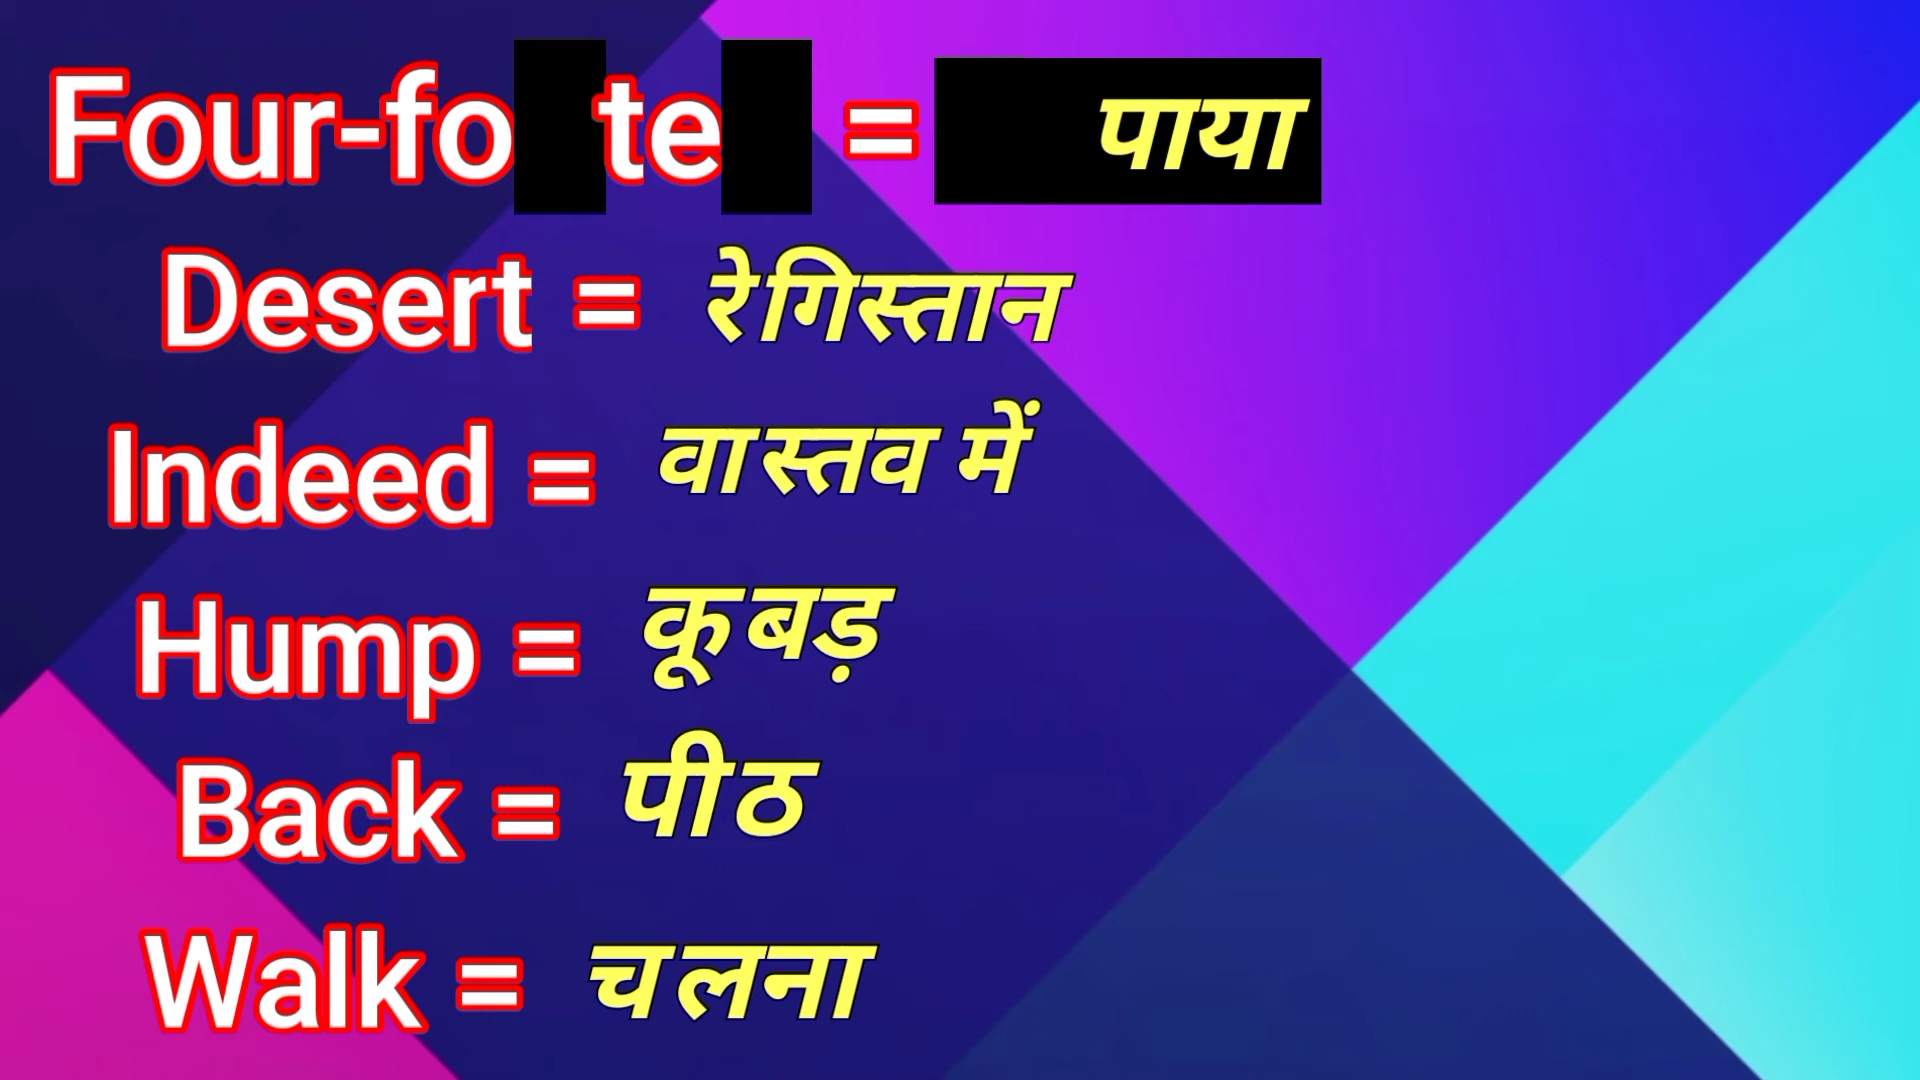 Four-fo te = पाया
Desert = रेगिस्तान
Indeed = वास्तव में
Hump = कूबड़
Back = पीठ
Walk = चलना